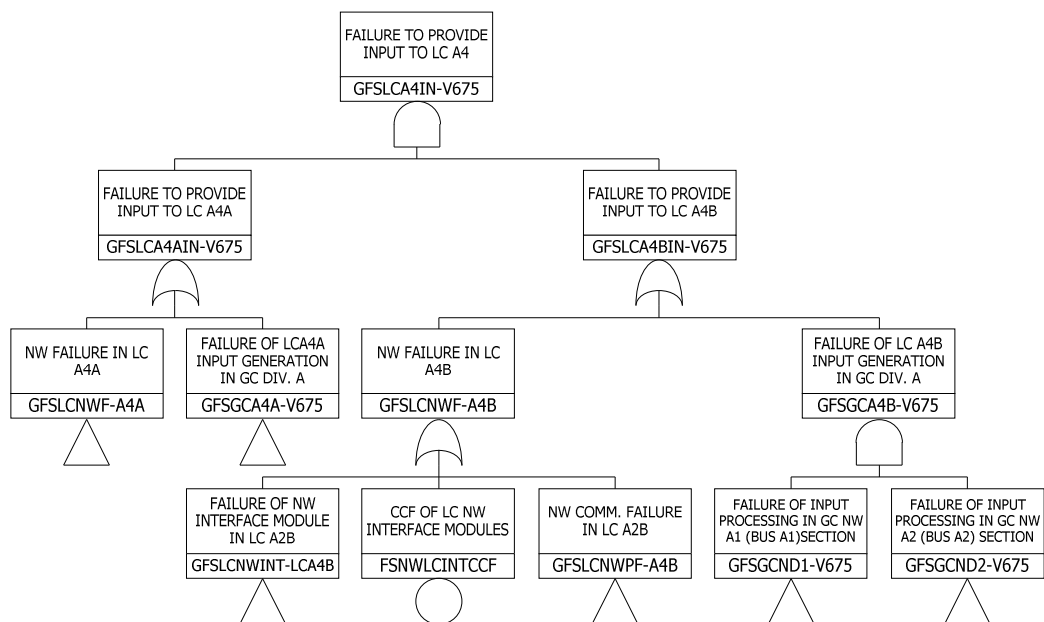 FAILURE TO PROVIDE
INPUT TO LC A4
GFSLCA4IN-V675
FAILURE TO PROVIDE
INPUT TO LC A4A
GFSLCA4AIN-V675
FAILURE TO PROVIDE
INPUT TO LC A4B
GFSLCA4BIN-V675
NW FAILURE IN LC
A4A
GFSLCNWF-A4A
FAILURE OF LCA4A
INPUT GENERATION
IN GC DIV. A
GFSGCA4A-V675
NW FAILURE IN LC
A4B
GFSLCNWF-A4B
FAILURE OF LC A4B
INPUT GENERATION
IN GC DIV. A
GFSGCA4B-V675
FAILURE OF NW
INTERFACE MODULE
IN LC A2B
GFSLCNWINT-LCA4B
CCF OF LC NW
INTERFACE MODULES
FSNWLCINTCCF
NW COMM. FAILURE
IN LC A2B
GFSLCNWPF-A4B
FAILURE OF INPUT
PROCESSING IN GC NW
A1 (BUS A1)SECTION
GFSGCND1-V675
FAILURE OF INPUT
PROCESSING IN GC NW
A2 (BUS A2) SECTION
GFSGCND2-V675